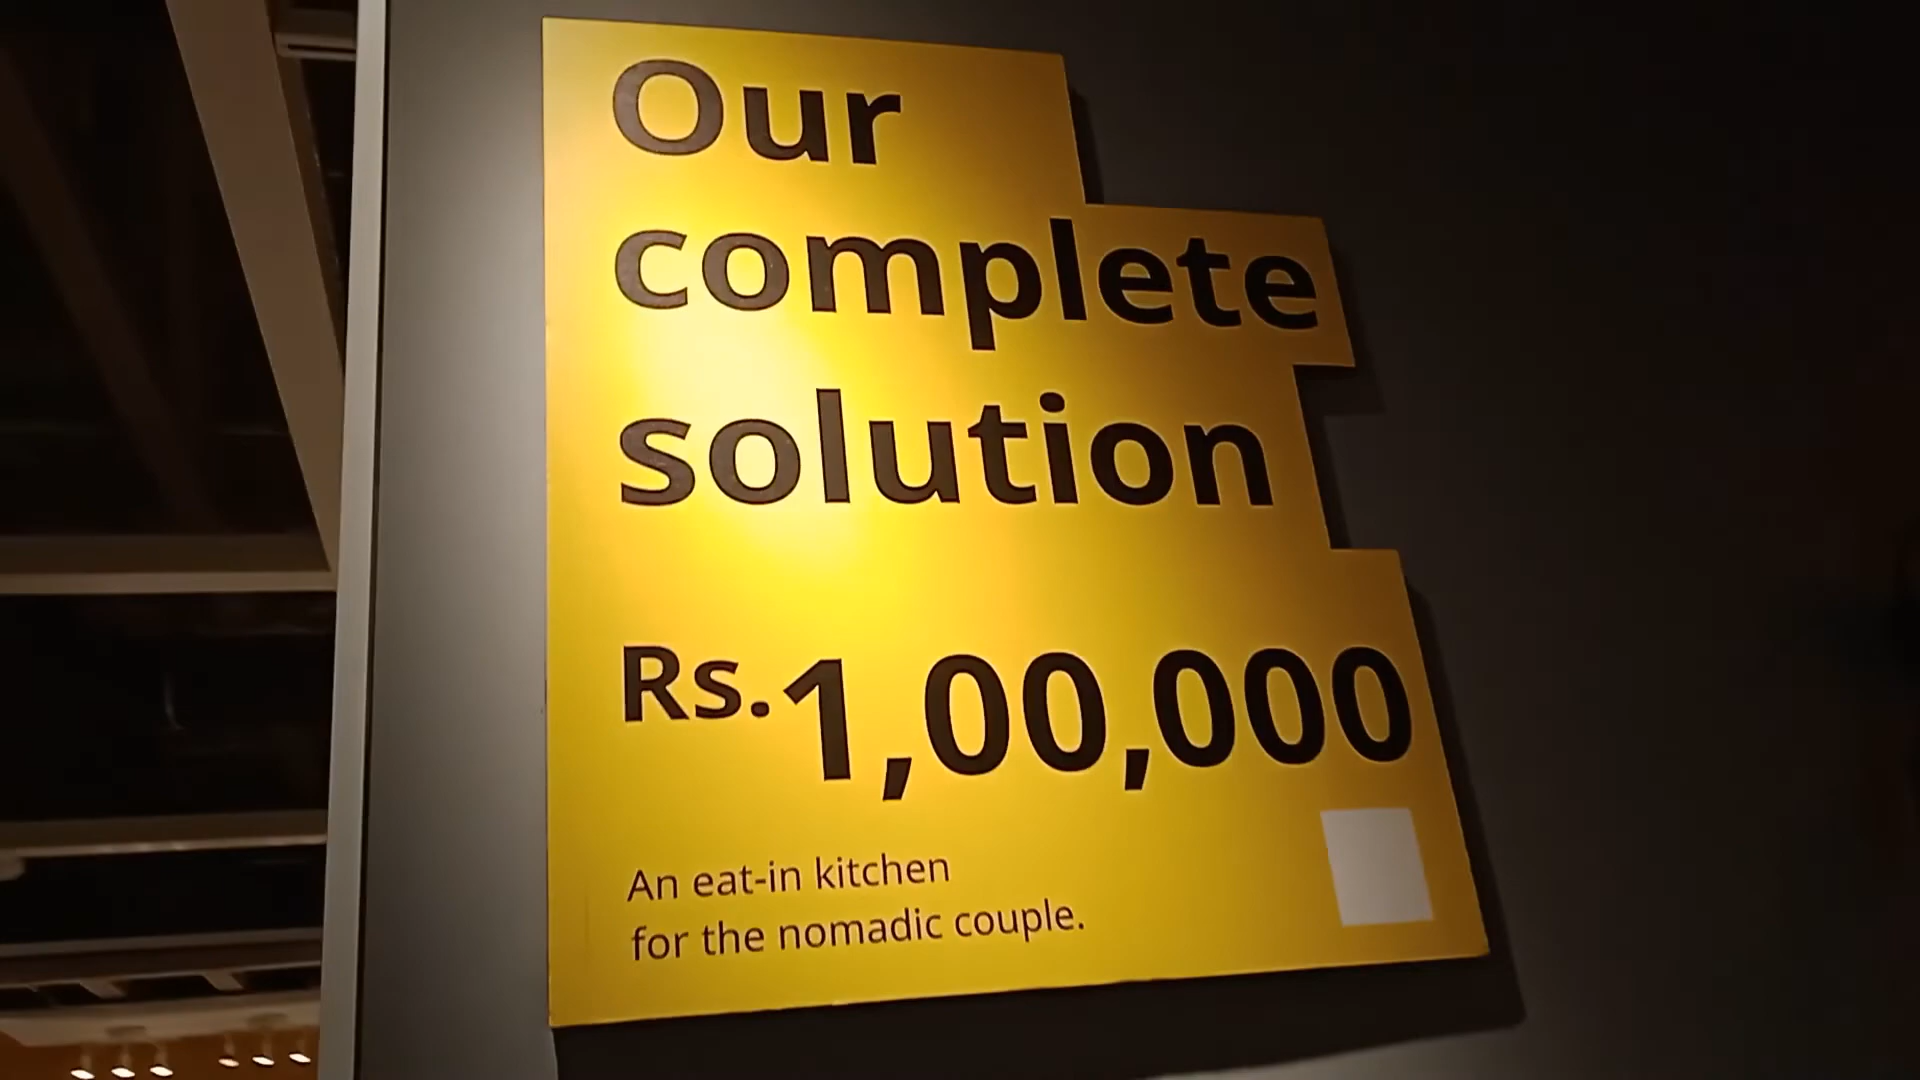 Our
complete
solution
Rs.1,00,000
An eat-in kitchen
for the nomadic couple.